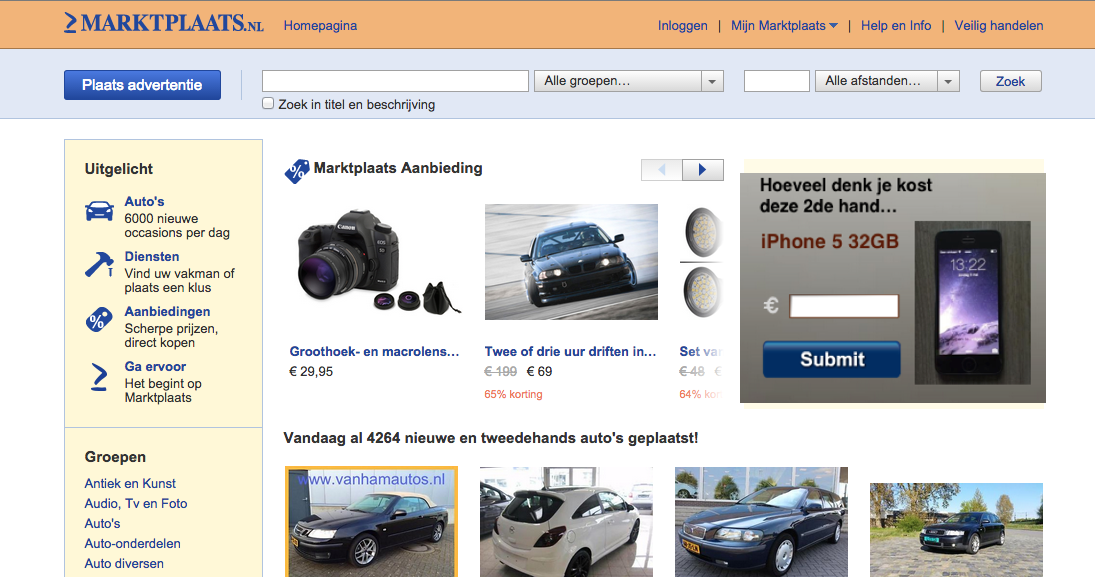 MARKTPLAATS.NL
Homepagina
Inloggen | Mijn Marktplaats | Help en Info | Veilig handelen
Plaats advertentie
Alle groepen...
Alle afstanden...
Zoek
Zoek in titel en beschrijving
Uitgelicht
Auto's
6000 nieuwe
occasions per dag
Diensten
Vind uw vakman of
plaats een klus
Aanbiedingen
Scherpe prijzen,
direct kopen
Ga ervoor
Het begint op
Marktplaats
Groepen
Antiek en Kunst
Audio, Tv en Foto
Auto's
Auto-onderdelen
Auto diversen
% Marktplaats Aanbieding
Canon
Groothoek- en macrolens...
€ 29,95
Twee of drie uur driften in...
€ 199 € 69
65% korting
Set van
€ 48 €
64% kor
Hoeveel denk je kost
deze 2de hand...
iPhone 5 32GB
€
Submit
13:22
Vandaag al 4264 nieuwe en tweedehands auto's geplaatst!
www.vanhamautos.nl